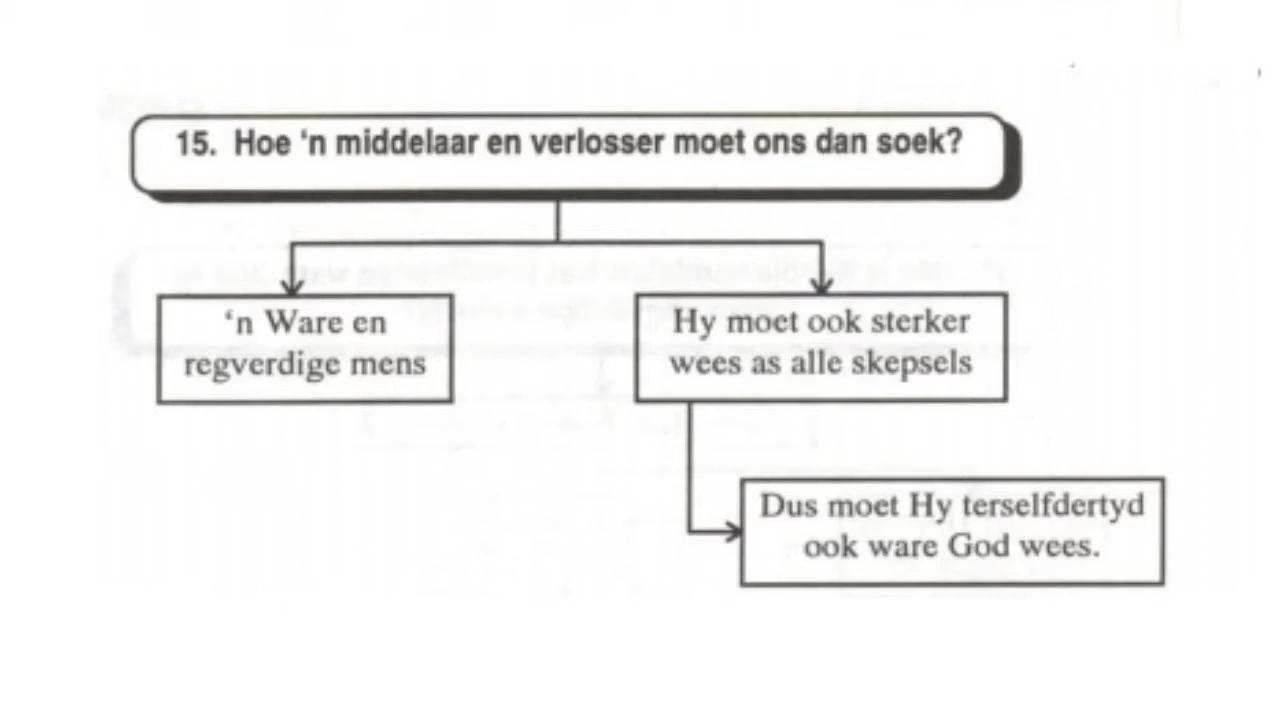 15. Hoe ‘n middelaar en verlosser moet ons dan soek?
‘n Ware en
regverdige mens
Hy moet ook sterker
wees as alle skepsels
Dus moet Hy terselfdertyd
ook ware God wees.